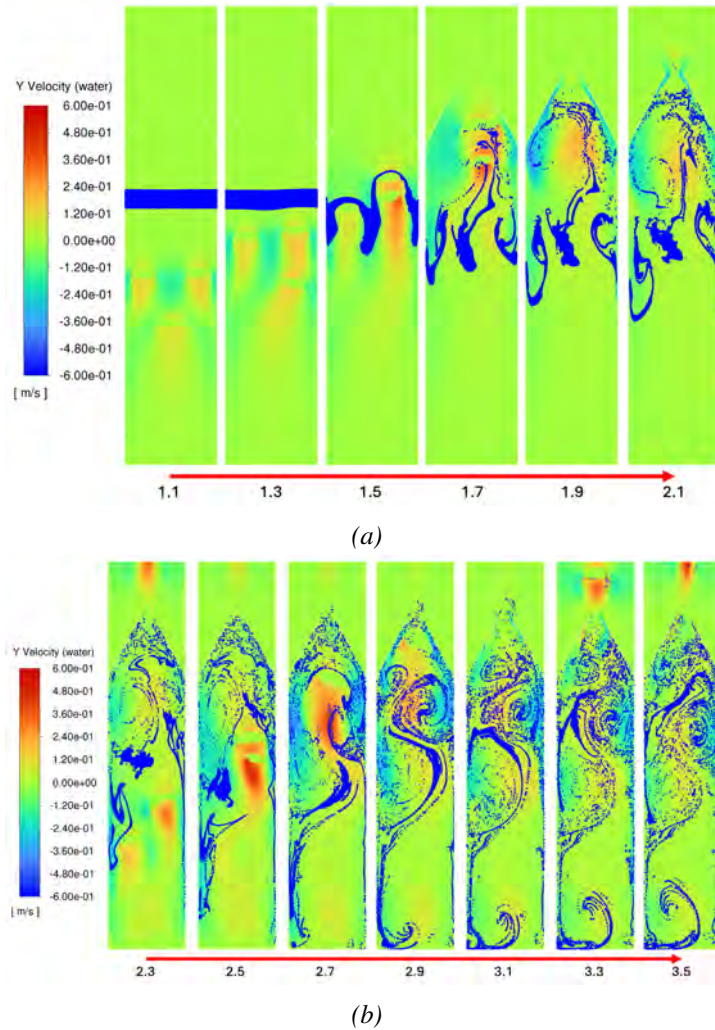 Y Velocity (water)
6.00e-01
4.80e-01
3.60e-01
2.40e-01
1.20e-01
0.00e+00
-1.20e-01
-2.40e-01
-3.60e-01
-4.80e-01
-6.00e-01
[ m/s ]
1.1 1.3 1.5 1.7 1.9 2.1
(a)
Y Velocity (water)
6.00e-01
4.80e-01
3.60e-01
2.40e-01
1.20e-01
0.00e+00
-1.20e-01
-2.40e-01
-3.60e-01
-4.80e-01
-6.00e-01
[ m/s ]
2.3 2.5 2.7 2.9 3.1 3.3 3.5
(b)